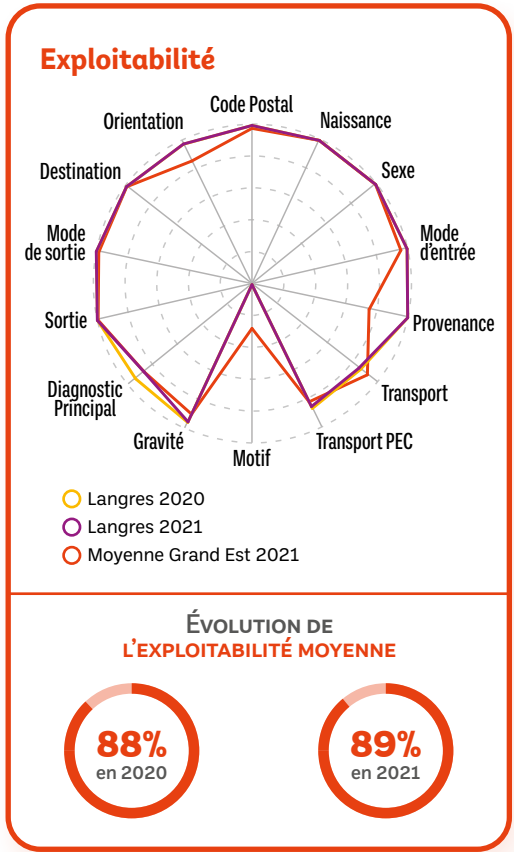 Exploitabilité
Code Postal
Orientation
Naissance
Destination
Sexe
Mode
de sortie
Mode
d'entrée
Sortie
Provenance
Diagnostic
Principal
Transport
Gravité
Transport PEC
Motif
Langres 2020
Langres 2021
Moyenne Grand Est 2021
Évolution de
l'exploitabilité moyenne
88%
en 2020
89%
en 2021